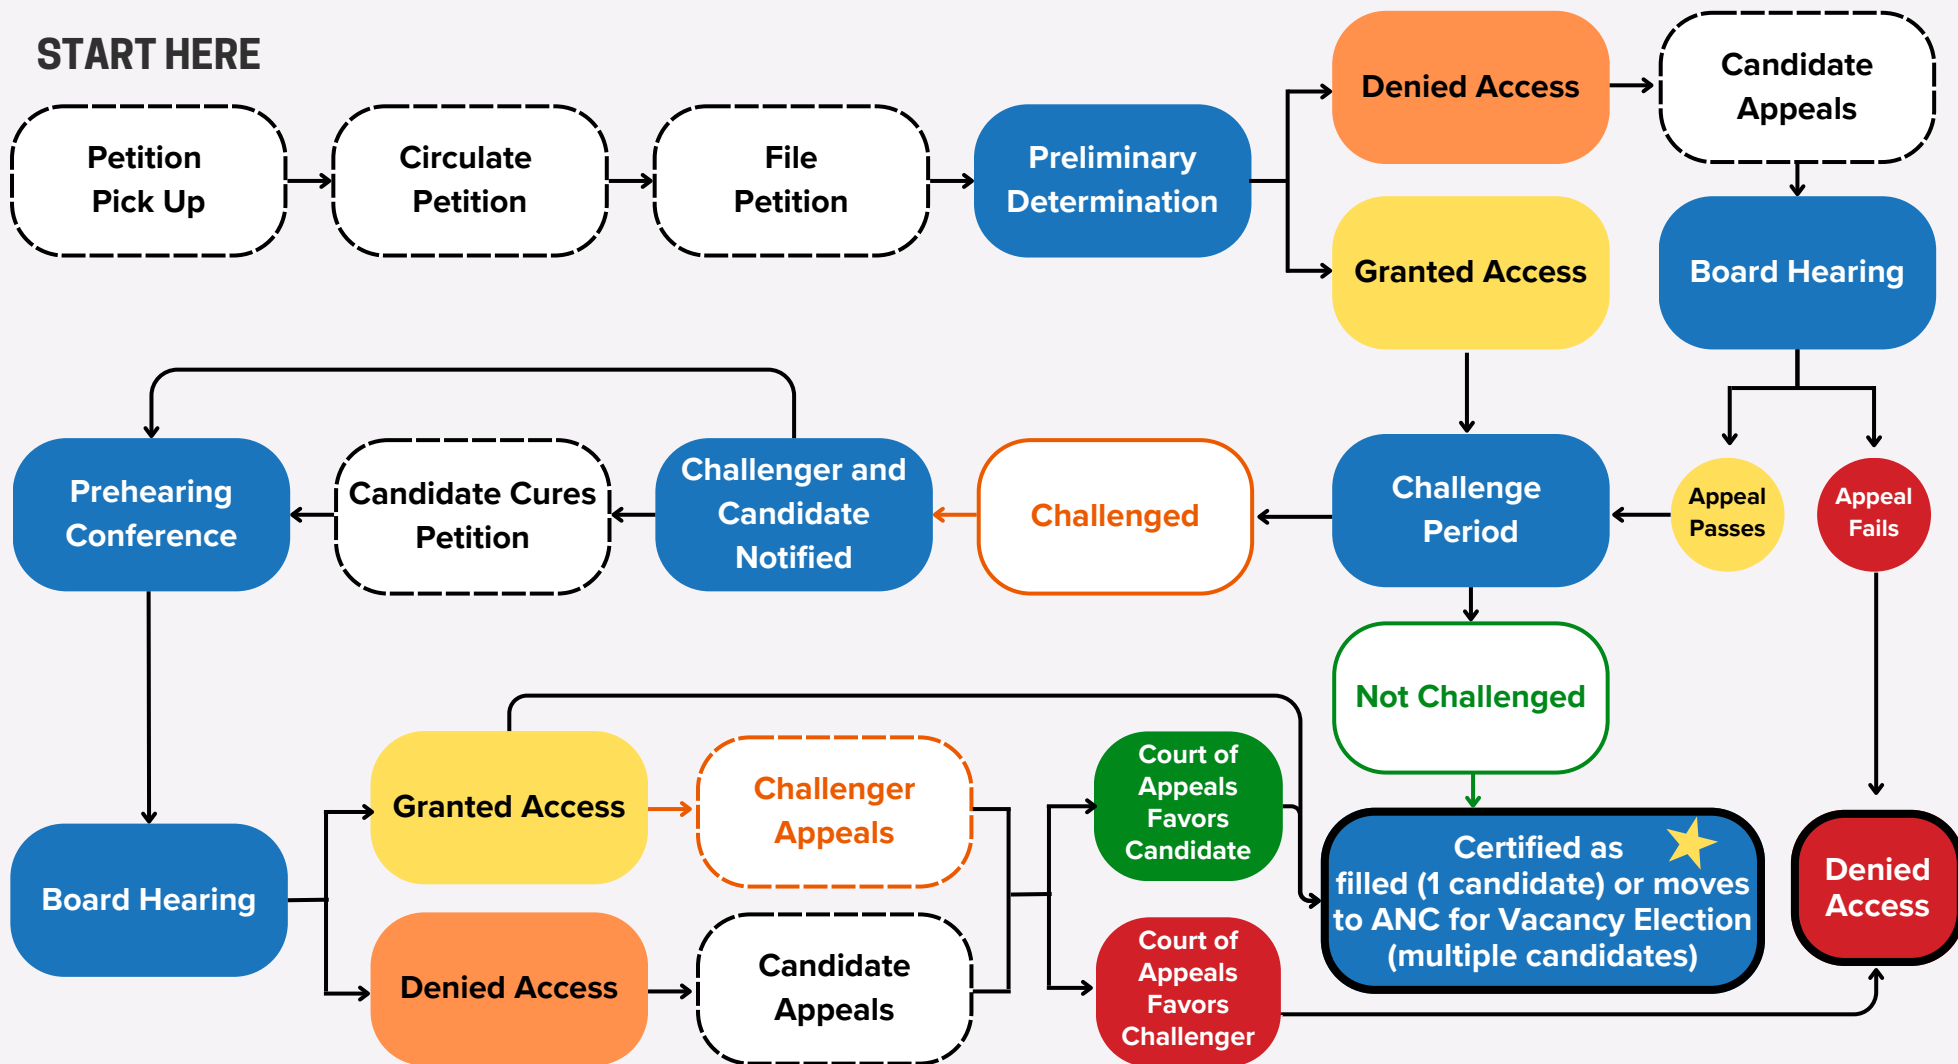 START HERE
Petition
Pick Up
Circulate
Petition
File
Petition
Preliminary
Determination
Denied Access
Candidate
Appeals
Granted Access
Board Hearing
Prehearing
Conference
Candidate Cures
Petition
Challenger and
Candidate
Notified
Challenged
Challenge
Period
Appeal
Passes
Appeal
Fails
Not Challenged
Board Hearing
Granted Access
Challenger
Appeals
Court of
Appeals
Favors
Candidate
Certified as
filled (1 candidate) or moves
to ANC for Vacancy Election
(multiple candidates)
Denied
Access
Denied Access
Candidate
Appeals
Court of
Appeals
Favors
Challenger